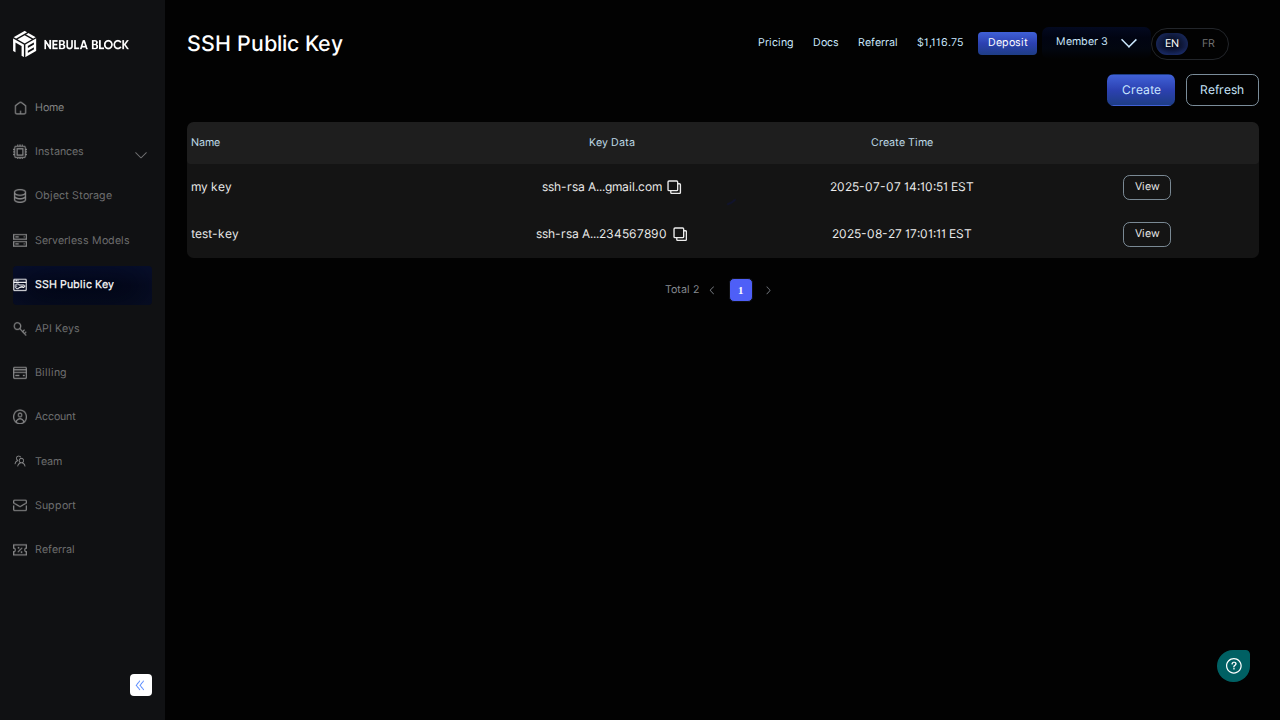 NEBULA BLOCK
SSH Public Key
Pricing Docs Referral $1,116.75 Deposit Member 3 EN FR
Create Refresh
Home
Instances
Object Storage
Serverless Models
SSH Public Key
API Keys
Billing
Account
Team
Support
Referral
Name Key Data Create Time
my key ssh-rsa A...gmail.com 2025-07-07 14:10:51 EST View
test-key ssh-rsa A...234567890 2025-08-27 17:01:11 EST View
Total 2 1